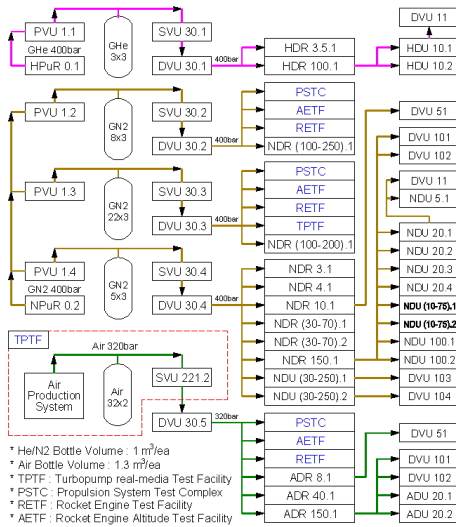 PVU 1.1
GHe 400bar
HPuR 0.1
GHe
3x3
SVU 30.1
DVU 30.1
400bar
HDR 3.5.1
HDR 100.1
DVU 11
HDU 10.1
HDU 10.2
PVU 1.2
GN2
8x3
SVU 30.2
DVU 30.2
400bar
PSTC
AETF
RETF
NDR (100-250).1
PVU 1.3
GN2
22x3
SVU 30.3
DVU 30.3
400bar
PSTC
AETF
RETF
TPTF
NDR (100-200).1
PVU 1.4
GN2 400bar
NPuR 0.2
GN2
5x3
SVU 30.4
DVU 30.4
400bar
NDR 3.1
NDR 4.1
NDR 10.1
NDR (30-70).1
NDR (30-70).2
NDR 150.1
NDU (30-250).1
NDU (30-250).2
DVU 51
DVU 101
DVU 102
DVU 11
NDU 5.1
NDU 20.1
NDU 20.2
NDU 20.3
NDU 20.4
NDU (10-75).1
NDU (10-75).2
NDU 100.1
NDU 100.2
DVU 103
DVU 104
TPTF
Air 320bar
Air
Production
System
Air
32x2
SVU 221.2
DVU 30.5
320bar
PSTC
AETF
RETF
ADR 8.1
ADR 40.1
ADR 150.1
DVU 51
DVU 101
DVU 102
ADU 20.1
ADU 20.2
* He/N2 Bottle Volume : 1 m³/ea
* Air Bottle Volume : 1.3 m³/ea
* TPTF : Turbopump real-media Test Facility
* PSTC : Propulsion System Test Complex
* RETF : Rocket Engine Test Facility
* AETF : Rocket Engine Altitude Test Facility